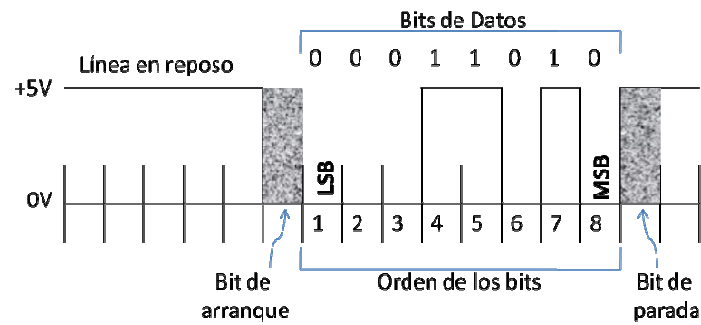 Bits de Datos
0 0 0 1 1 0 1 0
Línea en reposo
+5V
LSB
MSB
0V
1 2 3 4 5 6 7 8
Bit de
arranque
Orden de los bits
Bit de
parada